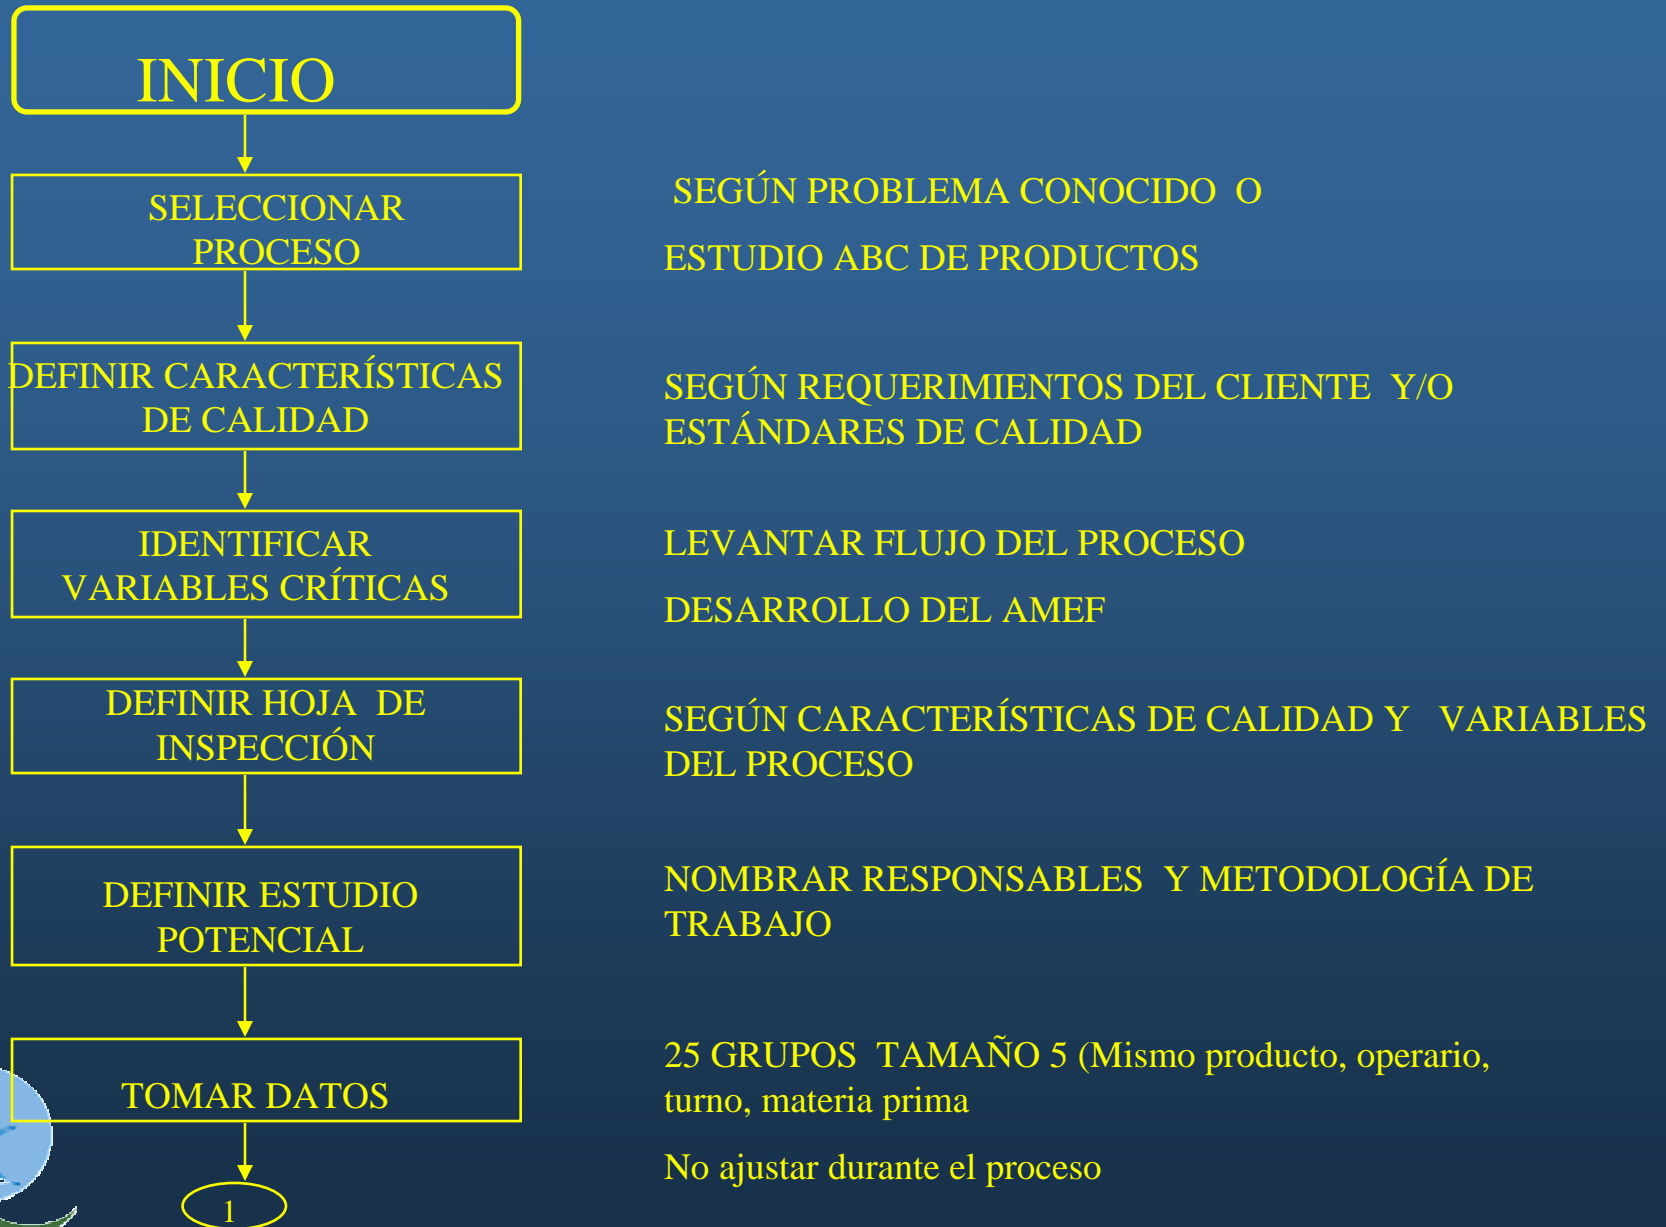 INICIO
SELECCIONAR
PROCESO
SEGÚN PROBLEMA CONOCIDO O
ESTUDIO ABC DE PRODUCTOS
DEFINIR CARACTERÍSTICAS
DE CALIDAD
SEGÚN REQUERIMIENTOS DEL CLIENTE Y/O
ESTÁNDARES DE CALIDAD
IDENTIFICAR
VARIABLES CRÍTICAS
LEVANTAR FLUJO DEL PROCESO
DESARROLLO DEL AMEF
DEFINIR HOJA DE
INSPECCIÓN
SEGÚN CARACTERÍSTICAS DE CALIDAD Y VARIABLES
DEL PROCESO
DEFINIR ESTUDIO
POTENCIAL
NOMBRAR RESPONSABLES Y METODOLOGÍA DE
TRABAJO
TOMAR DATOS
25 GRUPOS TAMAÑO 5 (Mismo producto, operario,
turno, materia prima
No ajustar durante el proceso
1